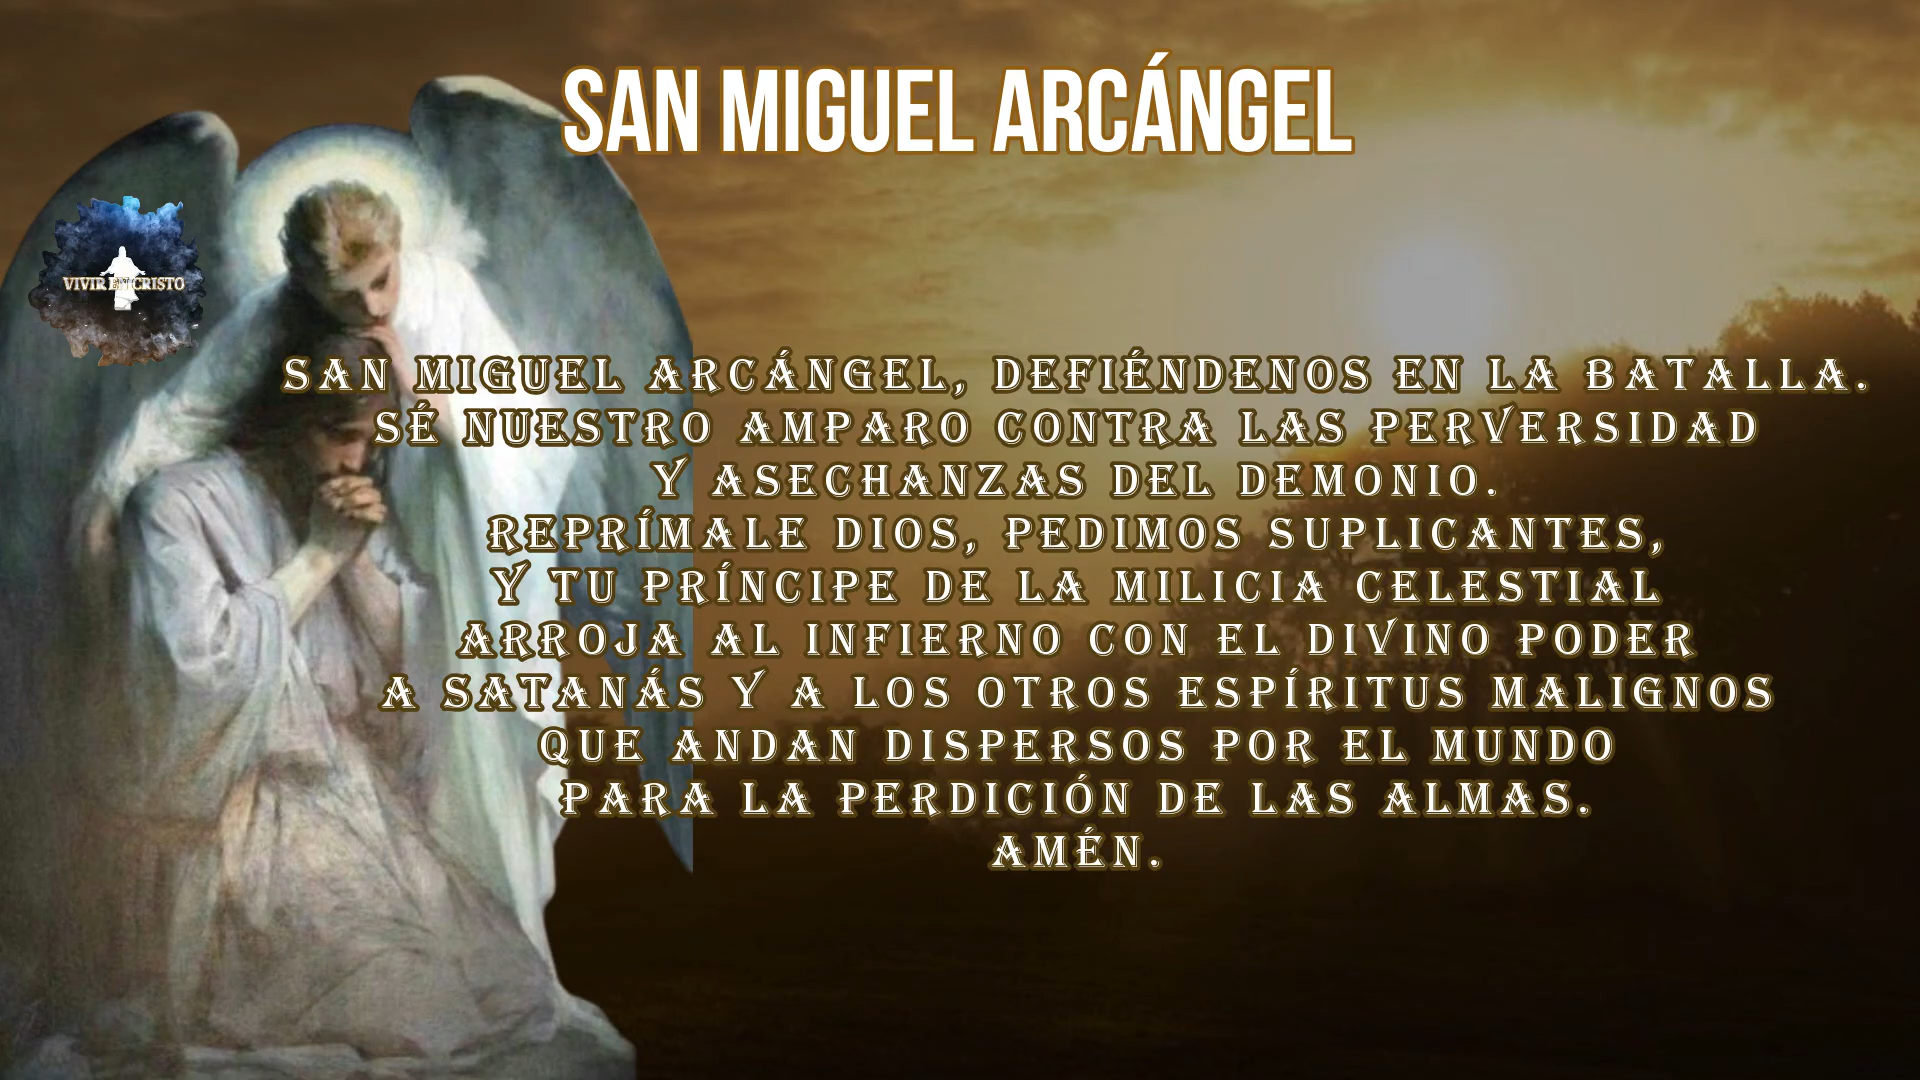 SAN MIGUEL ARCÁNGEL
VIVIR EN CRISTO
SAN MIGUEL ARCÁNGEL, DEFIÉNDENOS EN LA BATALLA.
SÉ NUESTRO AMPARO CONTRA LAS PERVERSIDAD
Y ASECHANZAS DEL DEMONIO.
REPRÍMALE DIOS, PEDIMOS SUPLICANTES,
Y TU PRÍNCIPE DE LA MILICIA CELESTIAL
ARROJA AL INFIERNO CON EL DIVINO PODER
A SATANÁS Y A LOS OTROS ESPÍRITUS MALIGNOS
QUE ANDAN DISPERSOS POR EL MUNDO
PARA LA PERDICIÓN DE LAS ALMAS.
AMÉN.